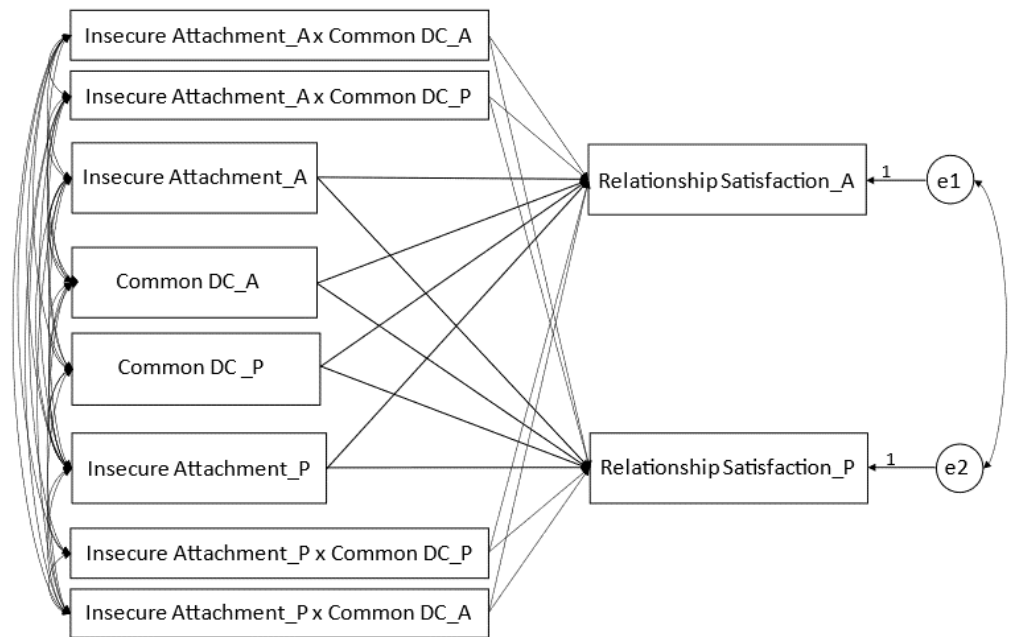 Insecure Attachment_A x Common DC_A
Insecure Attachment_A x Common DC_P
Insecure Attachment_A
Common DC_A
Common DC _P
Insecure Attachment_P
Insecure Attachment_P x Common DC_P
Insecure Attachment_P x Common DC_A
Relationship Satisfaction_A
1
e1
Relationship Satisfaction_P
1
e2